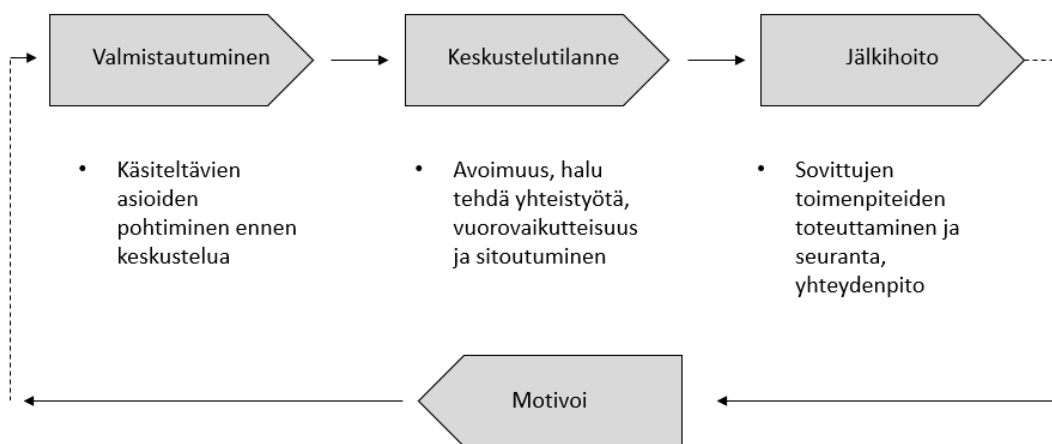 Valmistautuminen
Keskustelutilanne
Jälkihoito
• Käsiteltävien
asioiden
pohtiminen ennen
keskustelua
• Avoimuus, halu
tehdä yhteistyötä,
vuorovaikutteisuus
ja sitoutuminen
• Sovittujen
toimenpiteiden
toteuttaminen ja
seuranta,
yhteydenpito
Motivoi